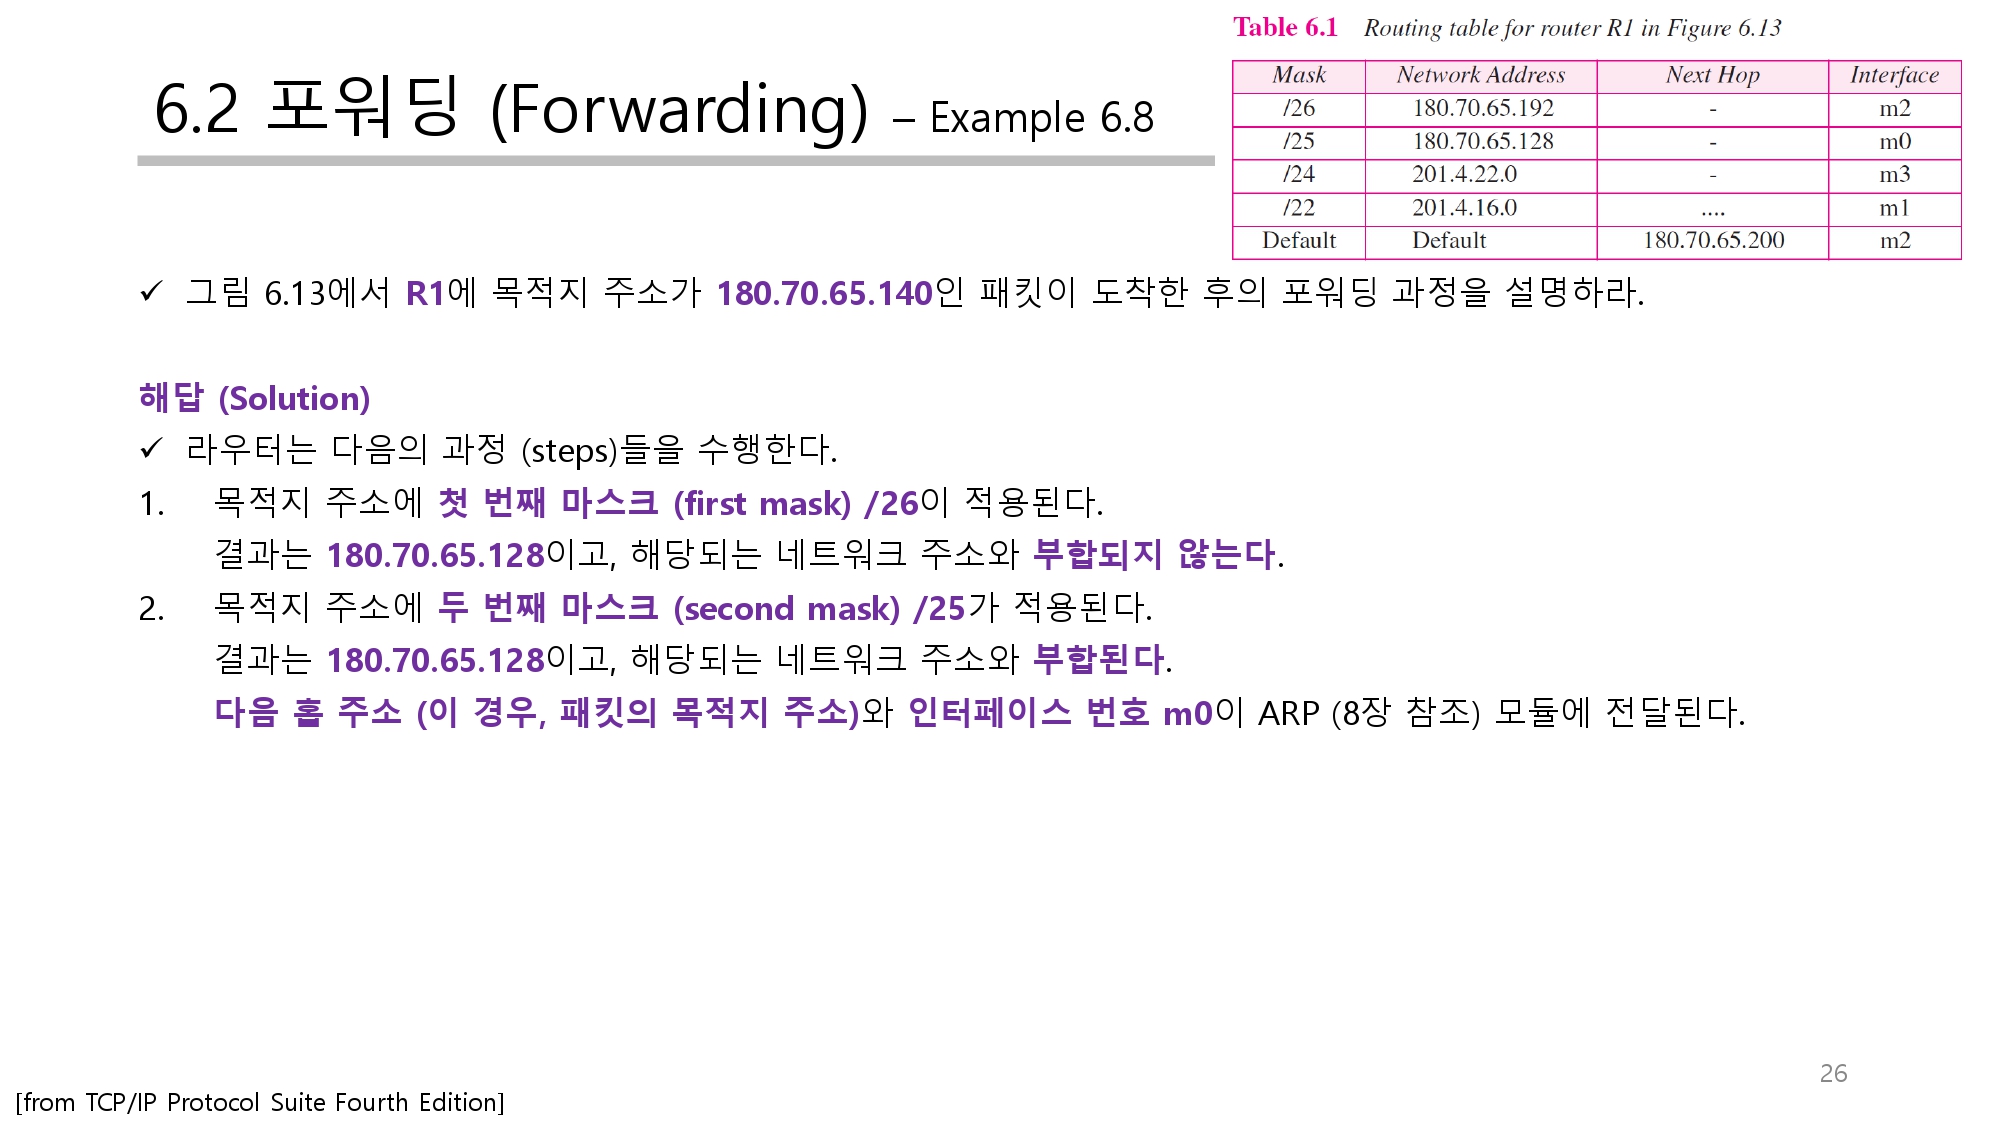 Table 6.1 Routing table for router R1 in Figure 6.13
Mask Network Address Next Hop Interface
/26 180.70.65.192 - m2
/25 180.70.65.128 - m0
/24 201.4.22.0 - m3
/22 201.4.16.0 .... m1
Default Default 180.70.65.200 m2
6.2 포워딩 (Forwarding) – Example 6.8
✓ 그림 6.13에서 R1에 목적지 주소가 180.70.65.140인 패킷이 도착한 후의 포워딩 과정을 설명하라.
해답 (Solution)
✓ 라우터는 다음의 과정 (steps)들을 수행한다.
1. 목적지 주소에 첫 번째 마스크 (first mask) /26이 적용된다.
결과는 180.70.65.128이고, 해당되는 네트워크 주소와 부합되지 않는다.
2. 목적지 주소에 두 번째 마스크 (second mask) /25가 적용된다.
결과는 180.70.65.128이고, 해당되는 네트워크 주소와 부합된다.
다음 홉 주소 (이 경우, 패킷의 목적지 주소)와 인터페이스 번호 m0이 ARP (8장 참조) 모듈에 전달된다.
26
[from TCP/IP Protocol Suite Fourth Edition]